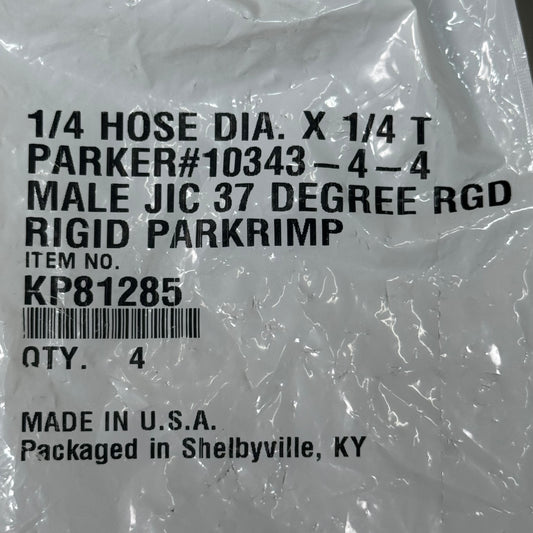 1/4 HOSE DIA. X 1/4 T
PARKER#10343-4-4
MALE JIC 37 DEGREE RGD
RIGID PARKRIMP
ITEM NO.
KP81285
QTY. 4
MADE IN U.S.A.
Packaged in Shelbyville, KY